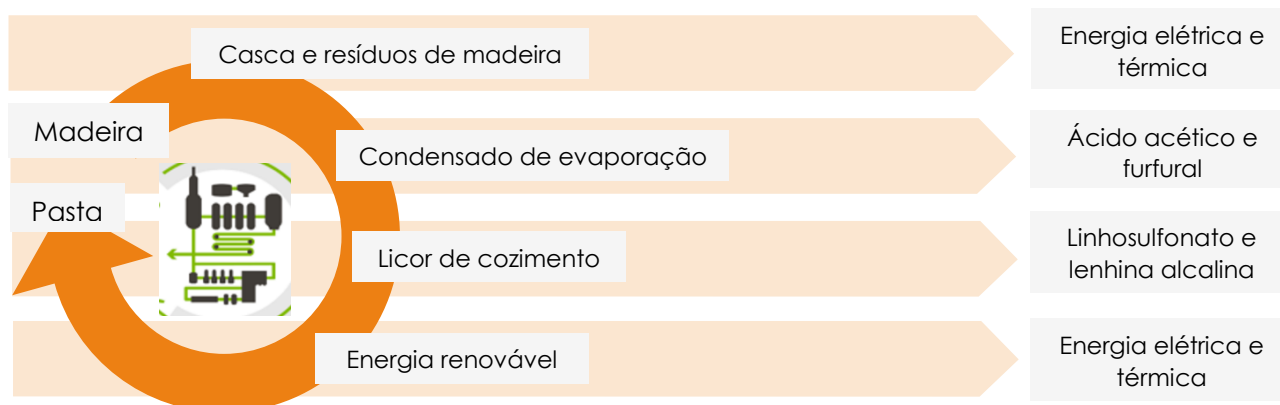 Casca e resíduos de madeira
Energia elétrica e
térmica
Madeira
Condensado de evaporação
Ácido acético e
furfural
Pasta
Licor de cozimento
Linhosulfonato e
lenhina alcalina
Energia renovável
Energia elétrica e
térmica